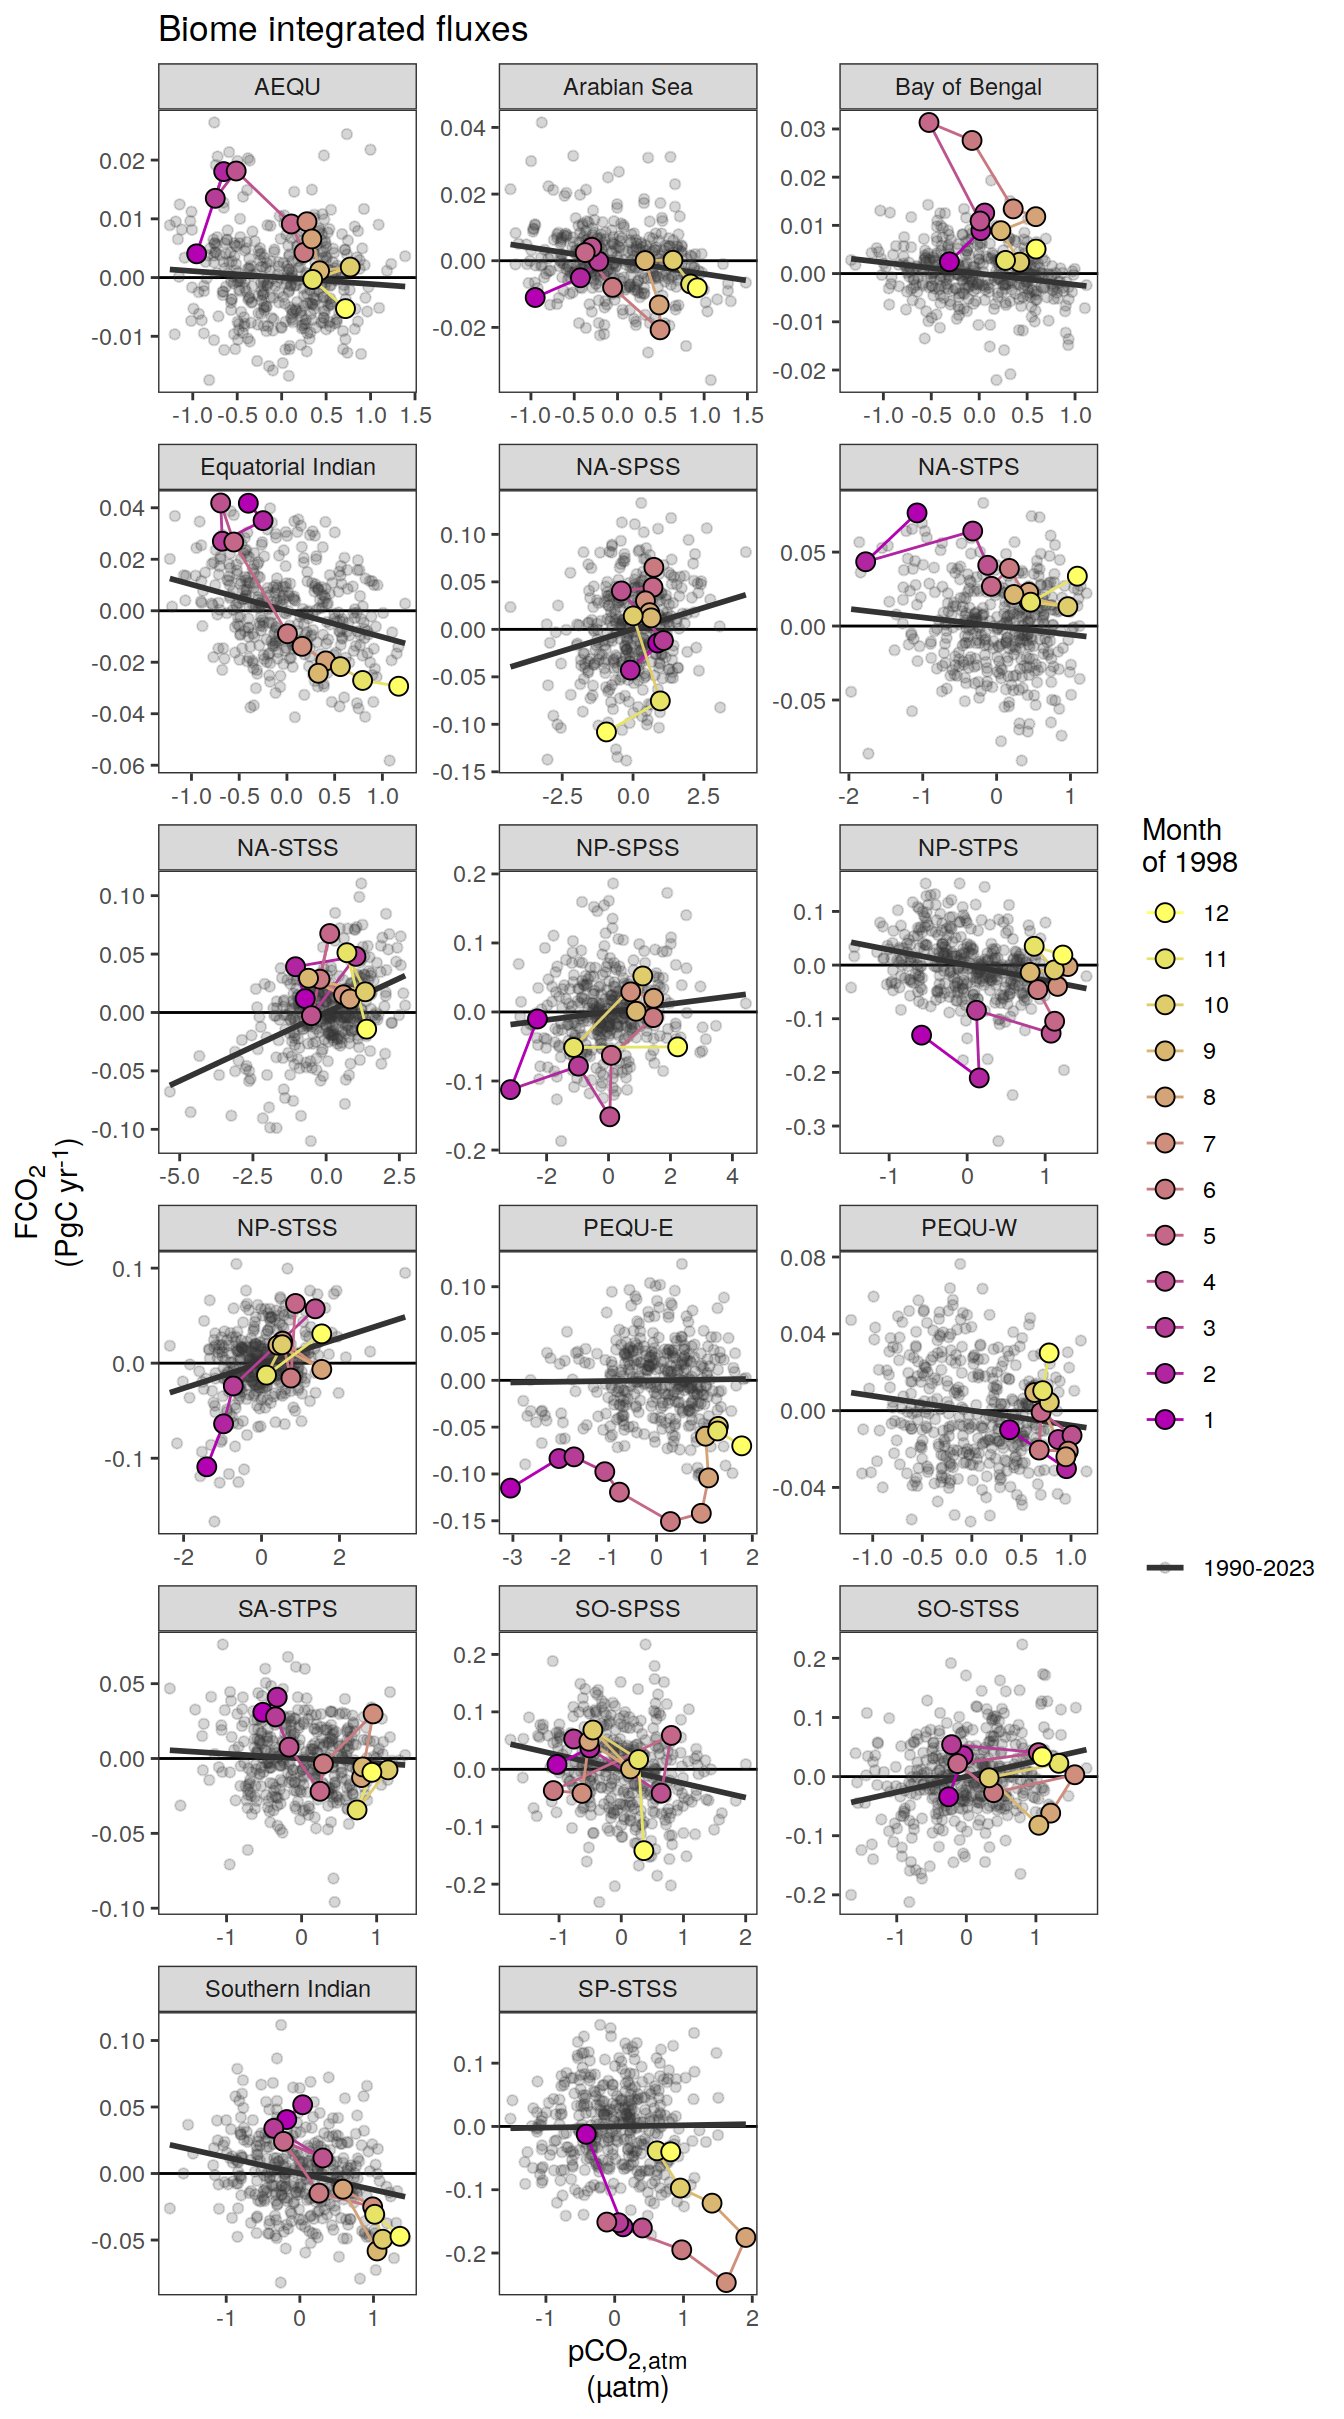 Biome integrated fluxes
AEQU Arabian Sea Bay of Bengal
0.02 0.01 0.00 -0.01
0.04 0.02 0.00 -0.02
0.03 0.02 0.01 0.00 -0.01 -0.02
-1.0 -0.5 0.0 0.5 1.0 1.5
-1.0 -0.5 0.0 0.5 1.0 1.5
-1.0 -0.5 0.0 0.5 1.0
Equatorial Indian NA-SPSS NA-STPS
0.04 0.02 0.00 -0.02 -0.04 -0.06
0.10 0.05 0.00 -0.05 -0.10 -0.15
0.05 0.00 -0.05
-1.0 -0.5 0.0 0.5 1.0
-2.5 0.0 2.5
-2 -1 0 1
NA-STSS NP-SPSS NP-STPS
0.10 0.05 0.00 -0.05 -0.10
0.2 0.1 0.0 -0.1 -0.2
0.1 0.0 -0.1 -0.2 -0.3
-5.0 -2.5 0.0 2.5
-2 0 2 4
-1 0 1
NP-STSS PEQU-E PEQU-W
0.1 0.0 -0.1
0.10 0.05 0.00 -0.05 -0.10 -0.15
0.08 0.04 0.00 -0.04
-2 0 2
-3 -2 -1 0 1 2
-1.0 -0.5 0.0 0.5 1.0
SA-STPS SO-SPSS SO-STSS
0.05 0.00 -0.05 -0.10
0.2 0.1 0.0 -0.1 -0.2
0.2 0.1 0.0 -0.1 -0.2
-1 0 1
-1 0 1 2
-1 0 1
Southern Indian SP-STSS
0.10 0.05 0.00 -0.05
0.1 0.0 -0.1 -0.2
-1 0 1
-1 0 1 2
FCO2
(PgC yr-1)
pCO2,atm
(µatm)
Month
of 1998
12
11
10
9
8
7
6
5
4
3
2
1
1990-2023